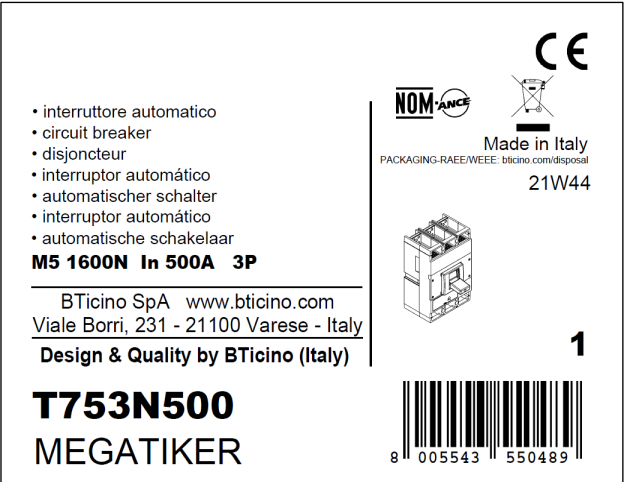 CE
NOM-ANCE
Made in Italy
PACKAGING-RAEE/WEEE: bticino.com/disposal
21W44
• interruttore automatico
• circuit breaker
• disjoncteur
• interruptor automático
• automatischer schalter
• interruptor automático
• automatische schakelaar
M5 1600N In 500A 3P
BTicino SpA www.bticino.com
Viale Borri, 231 - 21100 Varese - Italy
Design & Quality by BTicino (Italy)
1
T753N500
MEGATIKER
8 005543 550489